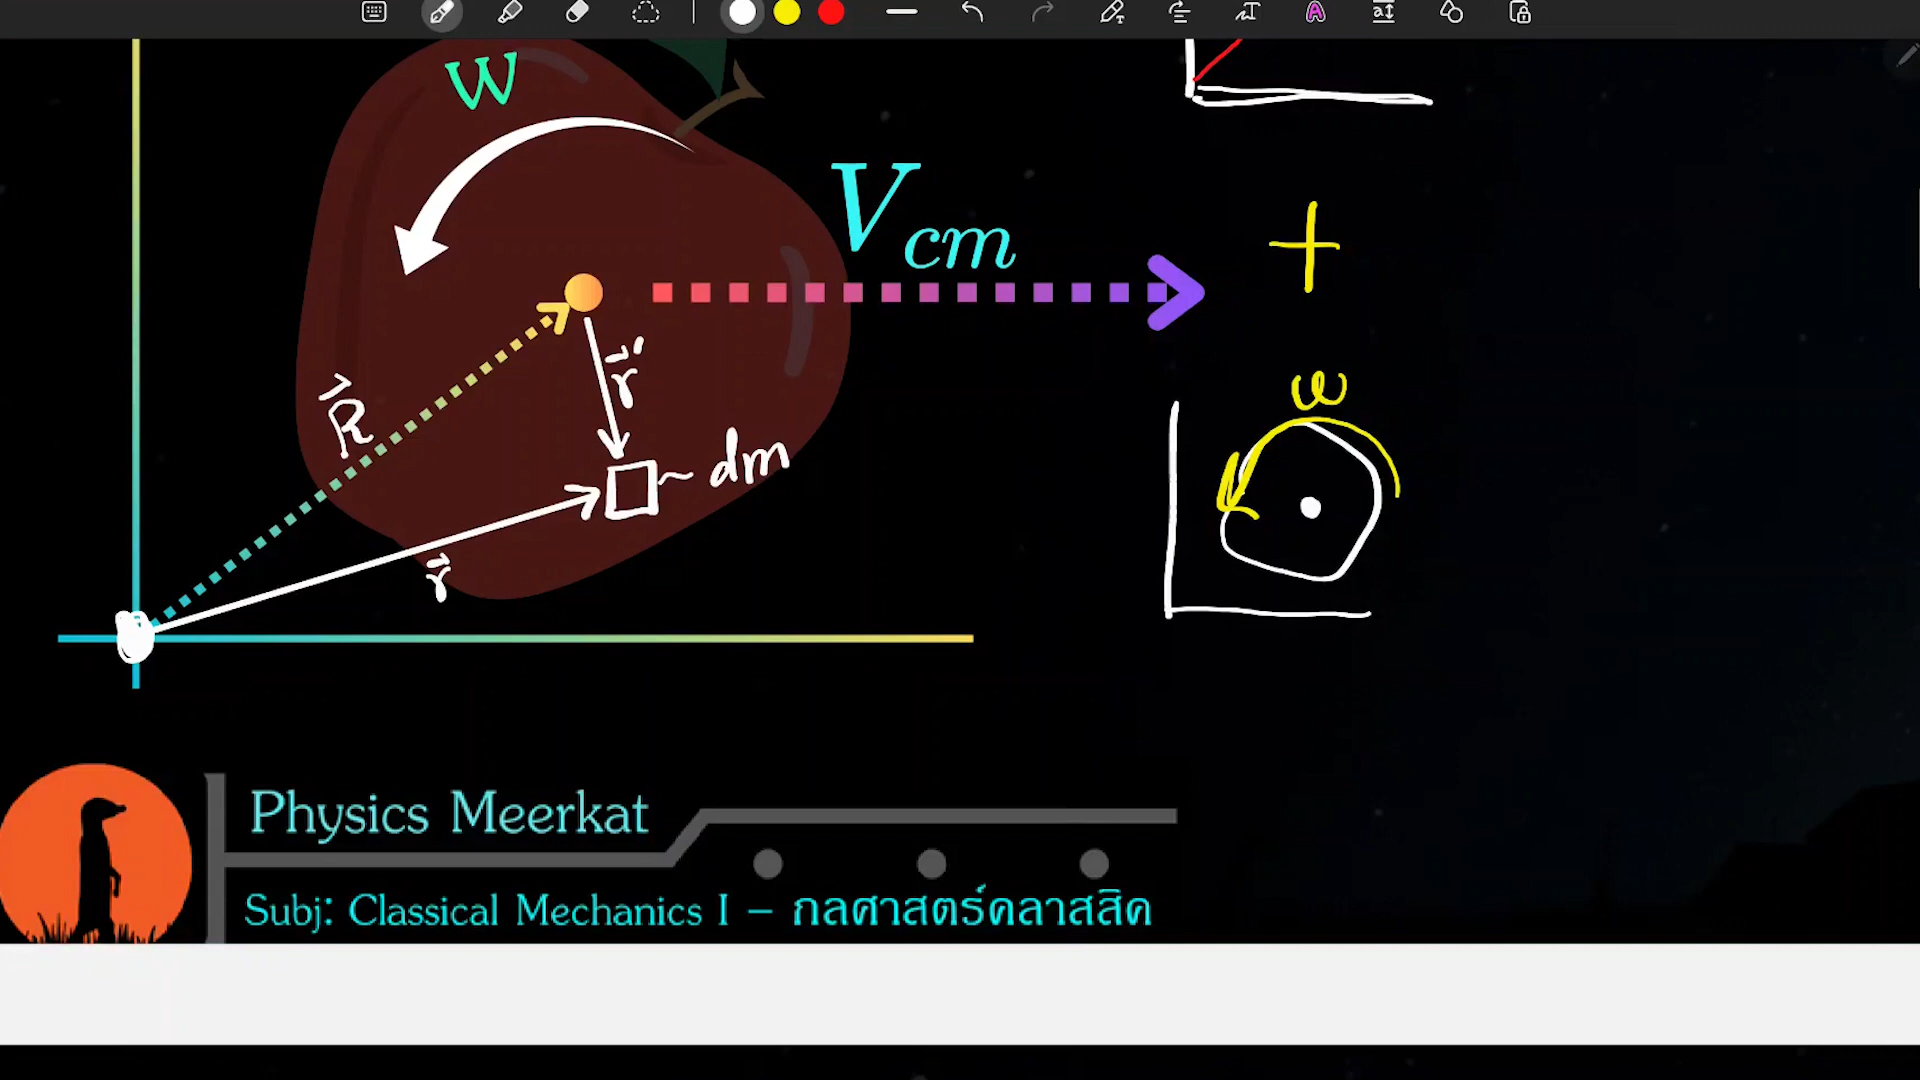 w
V_cm
ω
r⃗'
R⃗
~ dm
r⃗
Physics Meerkat
Subj: Classical Mechanics I – กลศาสตร์คลาสสิค